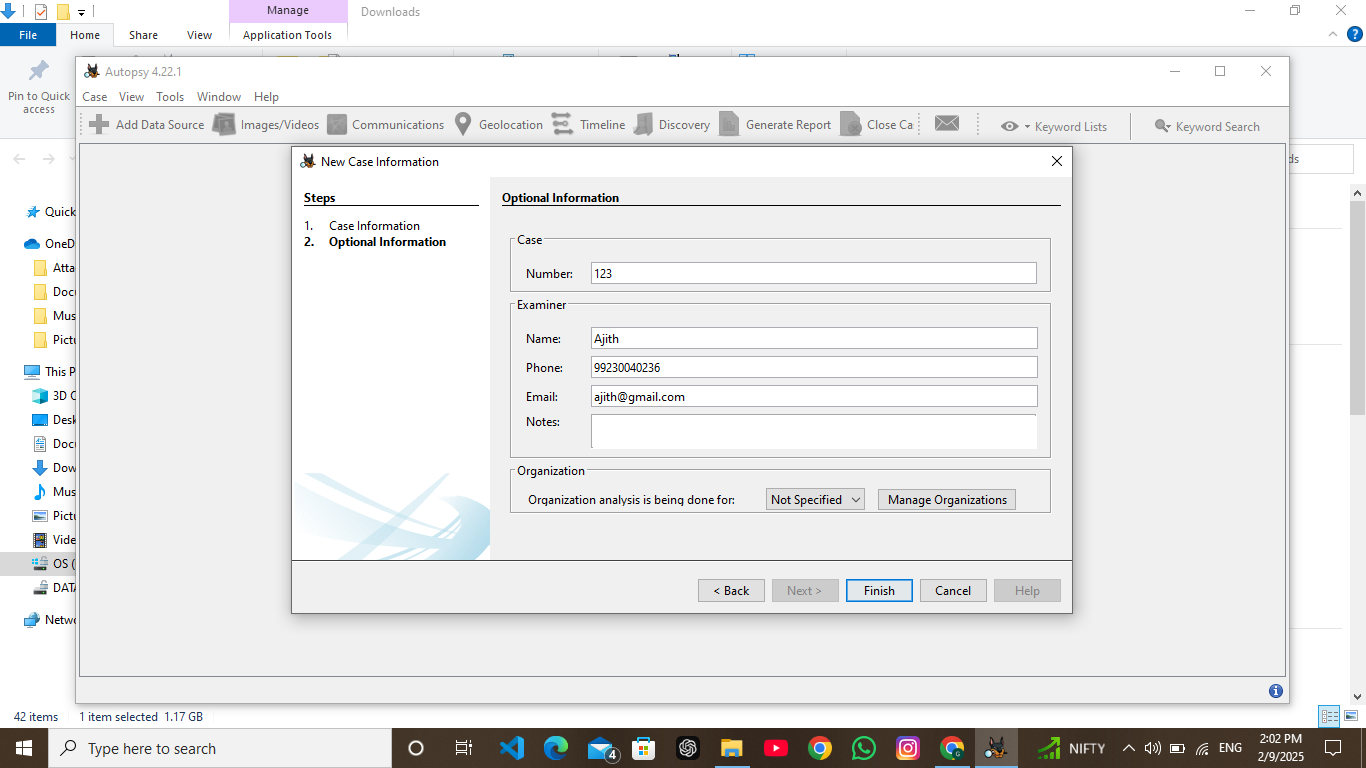 Manage
Downloads
File
Home
Share
View
Application Tools
Pin to Quick
access
Autopsy 4.22.1
Case
View
Tools
Window
Help
Add Data Source
Images/Videos
Communications
Geolocation
Timeline
Discovery
Generate Report
Close Ca
Keyword Lists
Keyword Search
ds
New Case Information
Steps
1. Case Information
2. Optional Information
Optional Information
Case
Number: 123
Examiner
Name: Ajith
Phone: 99230040236
Email: ajith@gmail.com
Notes:
Organization
Organization analysis is being done for: Not Specified Manage Organizations
< Back
Next >
Finish
Cancel
Help
Quick
OneD
Atta
Docu
Mus
Pictu
This P
3D O
Desk
Docu
Dow
Mus
Pictu
Vide
OS (
DATA
Netwo
42 items 1 item selected 1.17 GB
Type here to search
4
NIFTY
ENG
2:02 PM
2/9/2025